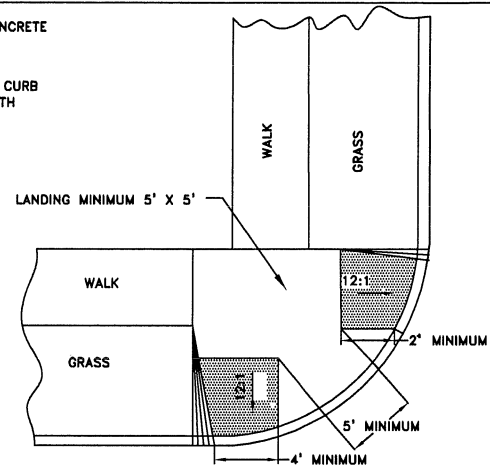 NCRETE
CURB
TH
WALK
GRASS
LANDING MINIMUM 5' X 5'
WALK
12:1
2' MINIMUM
GRASS
12:1
5' MINIMUM
4' MINIMUM